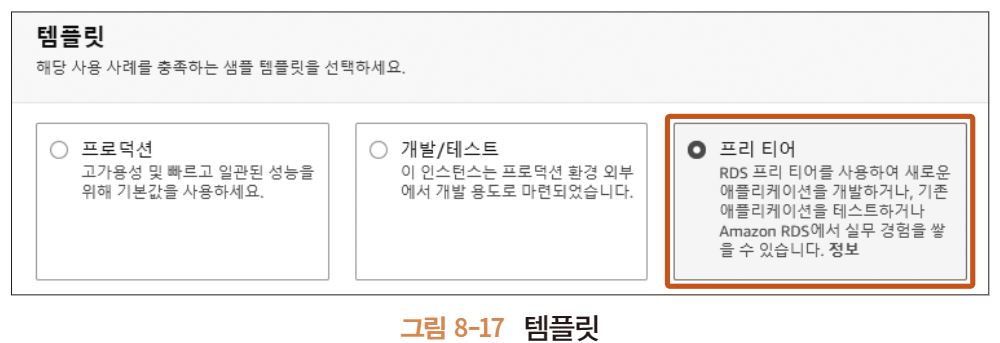 템플릿
해당 사용 사례를 충족하는 샘플 템플릿을 선택하세요.
프로덕션
고가용성 및 빠르고 일관된 성능을
위해 기본값을 사용하세요.
개발/테스트
이 인스턴스는 프로덕션 환경 외부
에서 개발 용도로 마련되었습니다.
프리 티어
RDS 프리 티어를 사용하여 새로운
애플리케이션을 개발하거나, 기존
애플리케이션을 테스트하거나
Amazon RDS에서 실무 경험을 쌓
을 수 있습니다. 정보
그림 8-17 템플릿